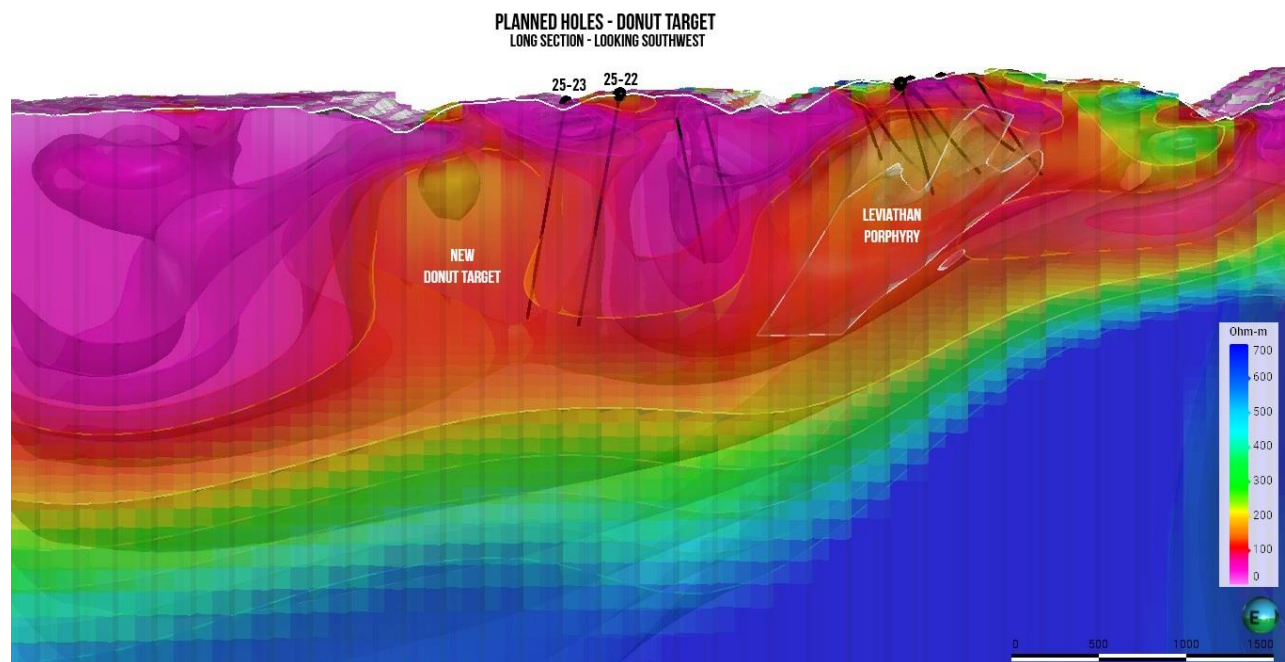 PLANNED HOLES - DONUT TARGET
LONG SECTION - LOOKING SOUTHWEST
25-23
25-22
LEVIATHAN
PORPHYRY
NEW
DONUT TARGET
Ohm-m
700
600
500
400
300
200
100
0
E
0 500 1000 1500